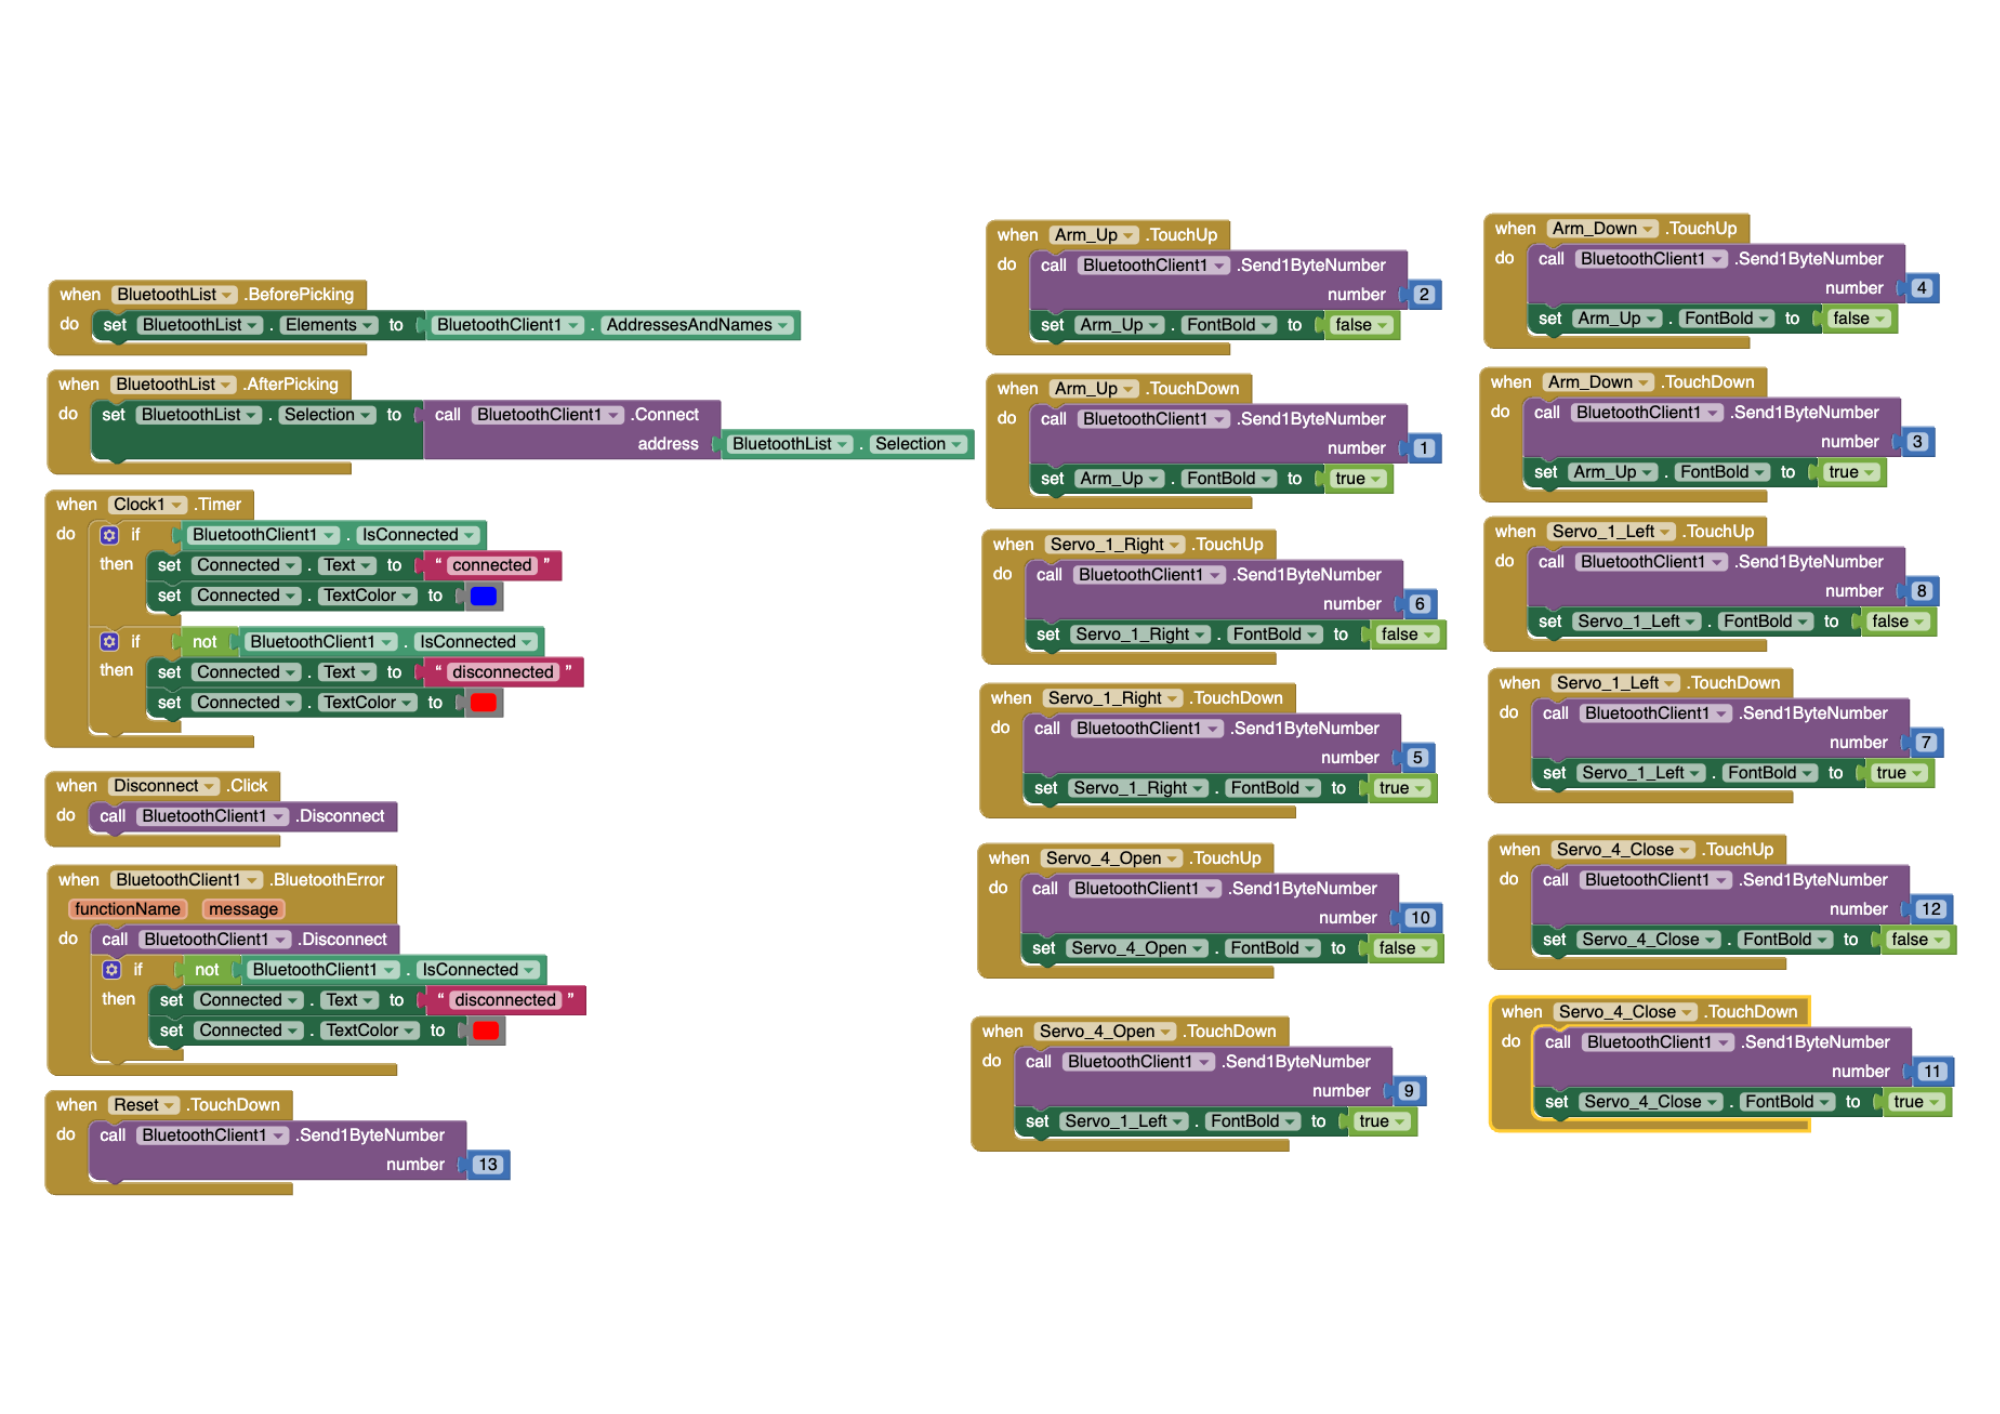 when BluetoothList .BeforePicking
do set BluetoothList . Elements to BluetoothClient1 . AddressesAndNames
when BluetoothList .AfterPicking
do set BluetoothList . Selection to call BluetoothClient1 .Connect
address BluetoothList . Selection
when Clock1 .Timer
do if BluetoothClient1 . IsConnected
then set Connected . Text to “ connected ”
set Connected . TextColor to
if not BluetoothClient1 . IsConnected
then set Connected . Text to “ disconnected ”
set Connected . TextColor to
when Disconnect .Click
do call BluetoothClient1 .Disconnect
when BluetoothClient1 .BluetoothError
functionName message
do call BluetoothClient1 .Disconnect
if not BluetoothClient1 . IsConnected
then set Connected . Text to “ disconnected ”
set Connected . TextColor to
when Reset .TouchDown
do call BluetoothClient1 .Send1ByteNumber
number 13
when Arm_Up .TouchUp
do call BluetoothClient1 .Send1ByteNumber
number 2
set Arm_Up . FontBold to false
when Arm_Up .TouchDown
do call BluetoothClient1 .Send1ByteNumber
number 1
set Arm_Up . FontBold to true
when Servo_1_Right .TouchUp
do call BluetoothClient1 .Send1ByteNumber
number 6
set Servo_1_Right . FontBold to false
when Servo_1_Right .TouchDown
do call BluetoothClient1 .Send1ByteNumber
number 5
set Servo_1_Right . FontBold to true
when Servo_4_Open .TouchUp
do call BluetoothClient1 .Send1ByteNumber
number 10
set Servo_4_Open . FontBold to false
when Servo_4_Open .TouchDown
do call BluetoothClient1 .Send1ByteNumber
number 9
set Servo_1_Left . FontBold to true
when Arm_Down .TouchUp
do call BluetoothClient1 .Send1ByteNumber
number 4
set Arm_Up . FontBold to false
when Arm_Down .TouchDown
do call BluetoothClient1 .Send1ByteNumber
number 3
set Arm_Up . FontBold to true
when Servo_1_Left .TouchUp
do call BluetoothClient1 .Send1ByteNumber
number 8
set Servo_1_Left . FontBold to false
when Servo_1_Left .TouchDown
do call BluetoothClient1 .Send1ByteNumber
number 7
set Servo_1_Left . FontBold to true
when Servo_4_Close .TouchUp
do call BluetoothClient1 .Send1ByteNumber
number 12
set Servo_4_Close . FontBold to false
when Servo_4_Close .TouchDown
do call BluetoothClient1 .Send1ByteNumber
number 11
set Servo_4_Close . FontBold to true